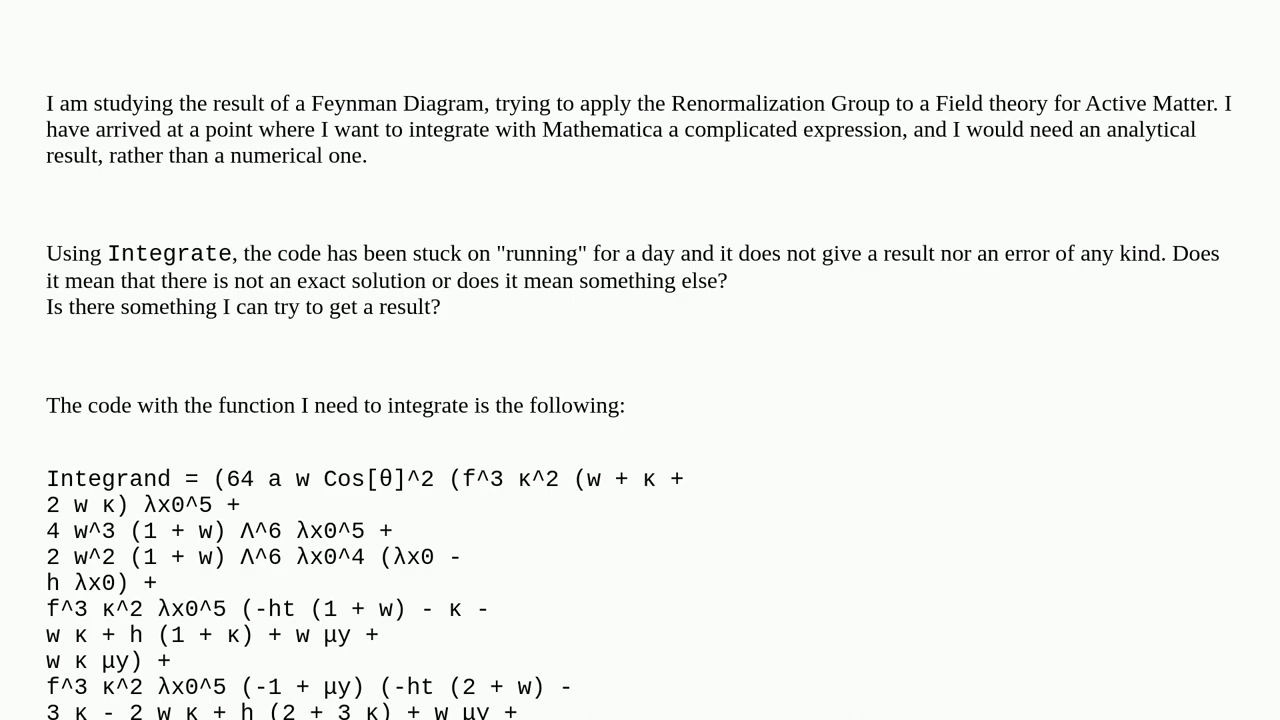 I am studying the result of a Feynman Diagram, trying to apply the Renormalization Group to a Field theory for Active Matter. I
have arrived at a point where I want to integrate with Mathematica a complicated expression, and I would need an analytical
result, rather than a numerical one.
Using Integrate, the code has been stuck on "running" for a day and it does not give a result nor an error of any kind. Does
it mean that there is not an exact solution or does it mean something else?
Is there something I can try to get a result?
The code with the function I need to integrate is the following:
Integrand = (64 a w Cos[θ]^2 (f^3 κ^2 (w + κ +
2 w κ) λx0^5 +
4 w^3 (1 + w) Λ^6 λx0^5 +
2 w^2 (1 + w) Λ^6 λx0^4 (λx0 -
h λx0) +
f^3 κ^2 λx0^5 (-ht (1 + w) - κ -
w κ + h (1 + κ) + w μy +
w κ μy) +
f^3 κ^2 λx0^5 (-1 + μy) (-ht (2 + w) -
3 κ - 2 w κ + h (2 + 3 κ) + w μy +